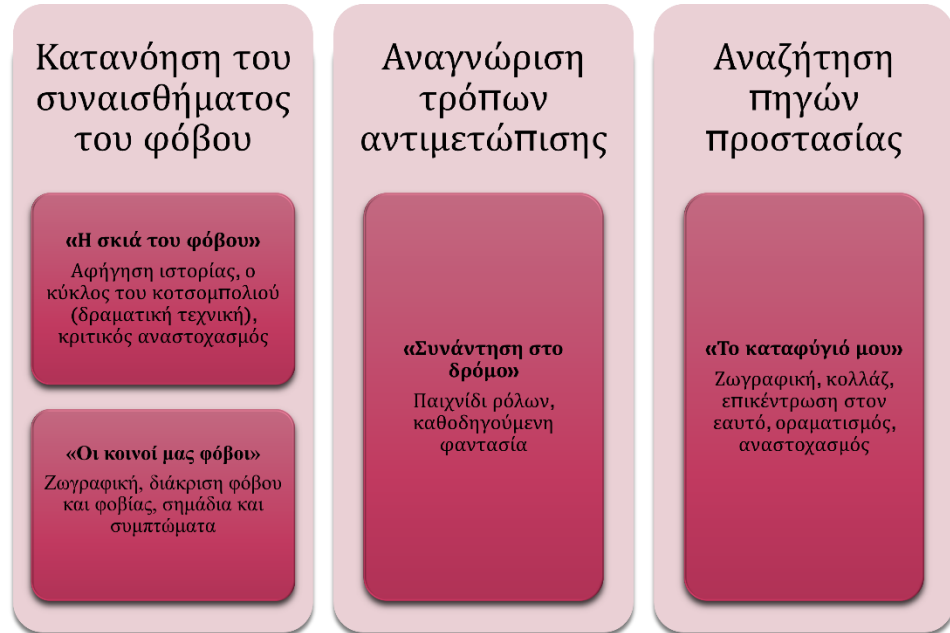 Κατανόηση του
συναισθήματος
του φόβου
«Η σκιά του φόβου»
Αφήγηση ιστορίας, ο
κύκλος του κοτσομπολιού
(δραματική τεχνική),
κριτικός αναστοχασμός
«Οι κοινοί μας φόβοι»
Ζωγραφική, διάκριση φόβου
και φοβίας, σημάδια και
συμπτώματα
Αναγνώριση
τρόπων
αντιμετώπισης
«Συνάντηση στο
δρόμο»
Παιχνίδι ρόλων,
καθοδηγούμενη
φαντασία
Αναζήτηση
πηγών
προστασίας
«Το καταφύγιό μου»
Ζωγραφική, κολλάζ,
επικέντρωση στον
εαυτό, οραματισμός,
αναστοχασμός